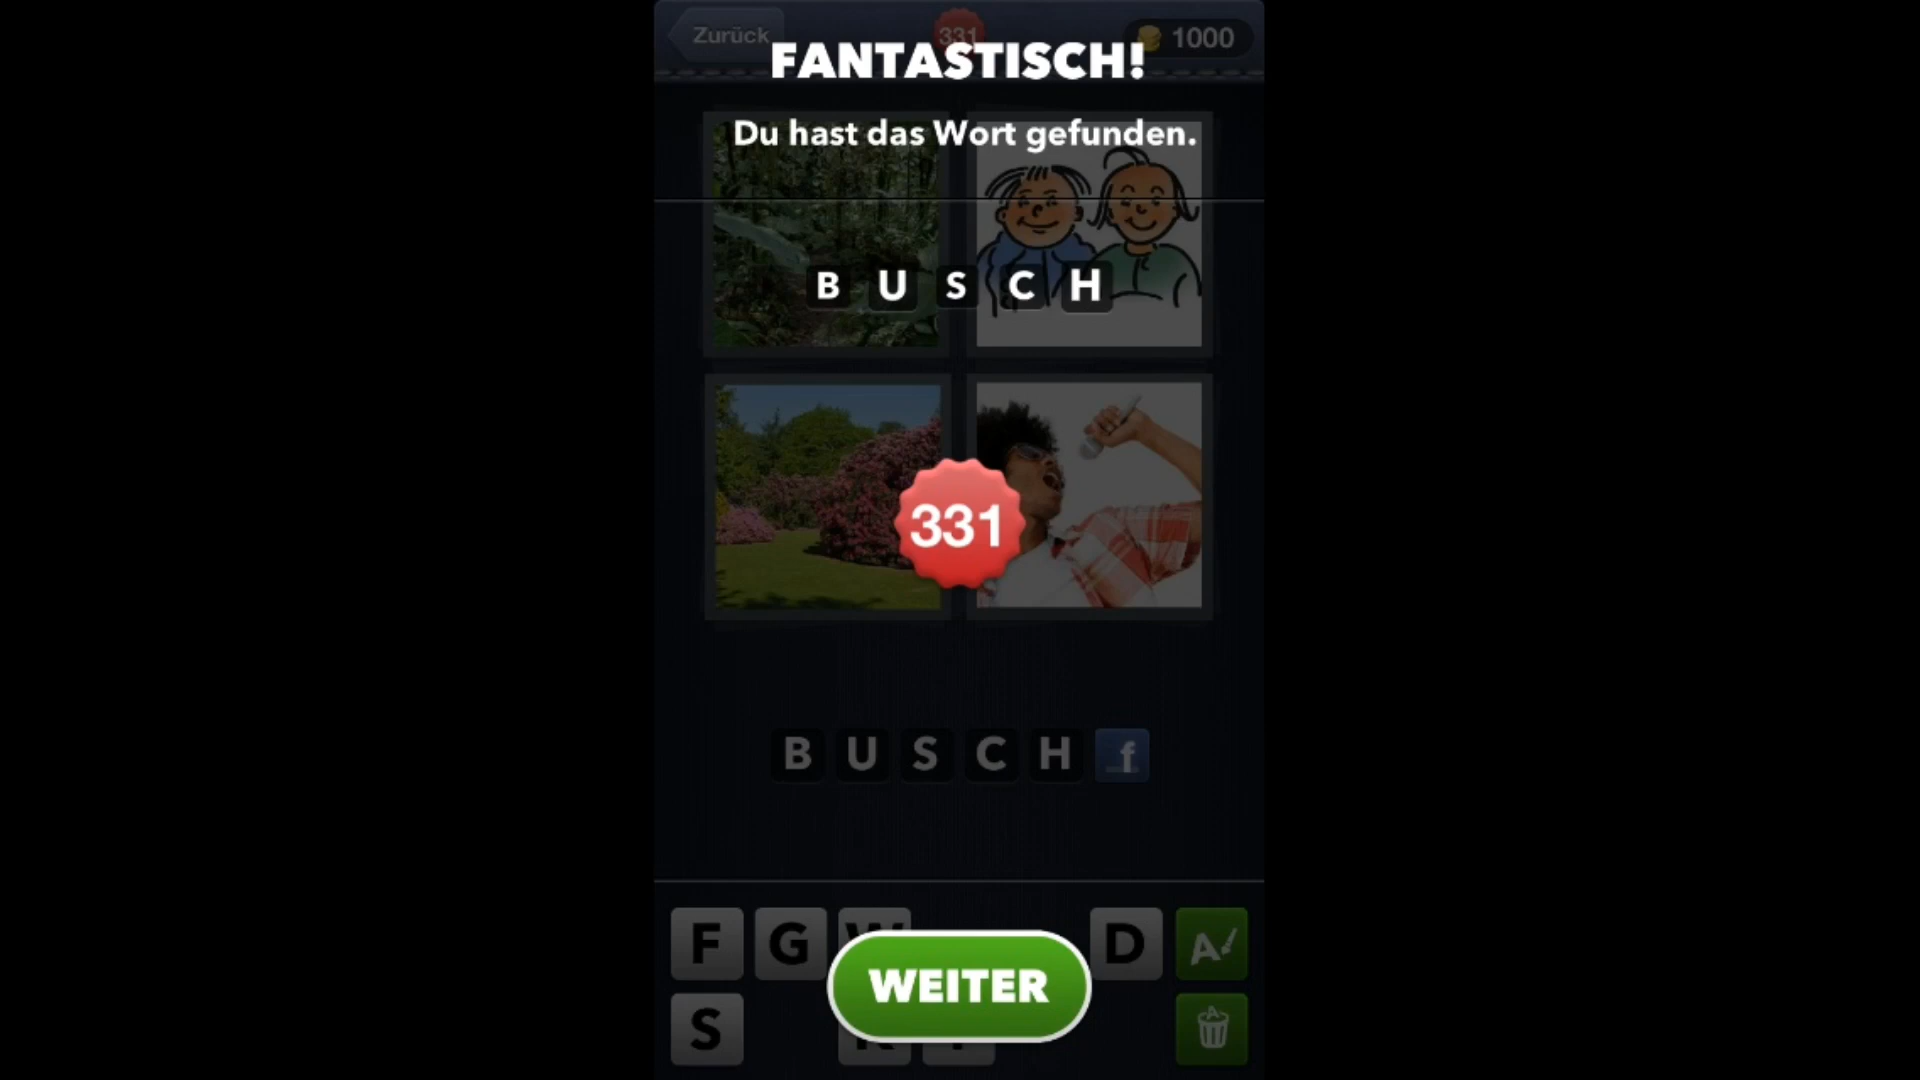 Zurück 331 1000
FANTASTISCH!
Du hast das Wort gefunden.
B U S C H
331
B U S C H f
F G W D A
WEITER
S A